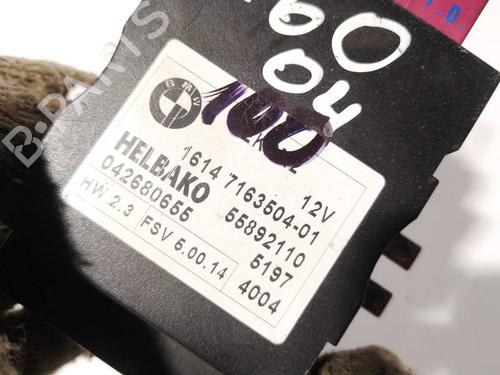 60
04
BMW
100
12V
1614 7163504-01
HELBAKO 55892110
042680655 5197
HW 2.3 FSV 5.00.14 4004
B-PARTS